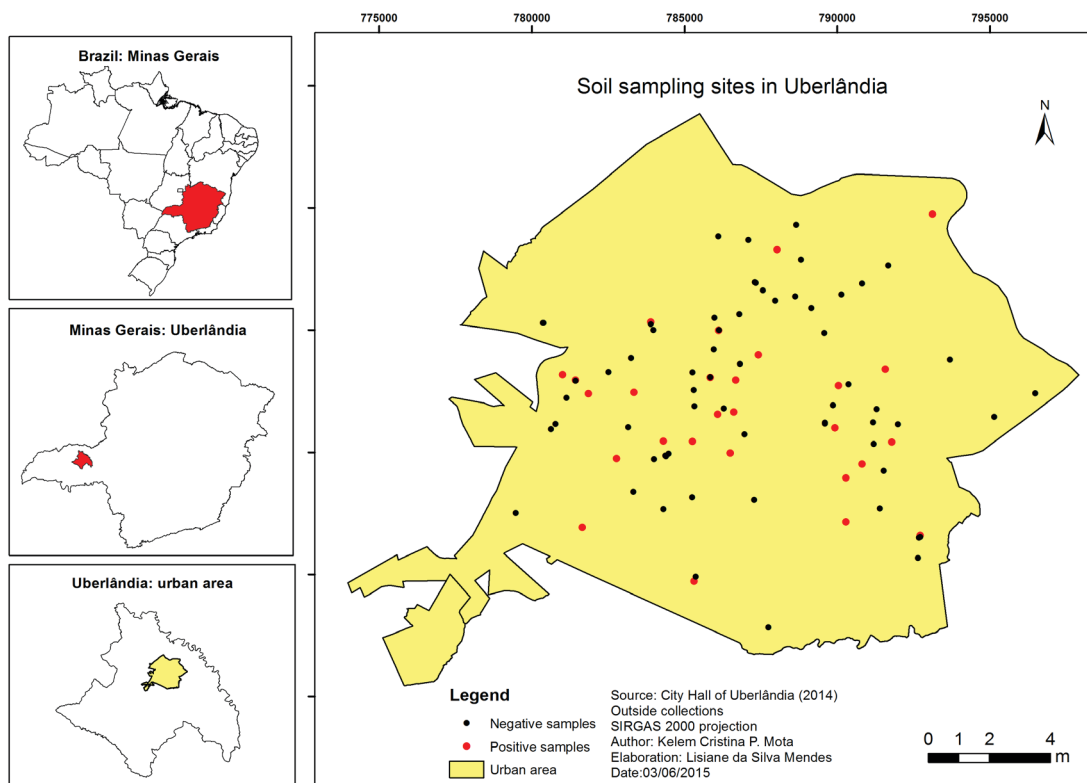 775000 780000 785000 790000 795000
Brazil: Minas Gerais
Minas Gerais: Uberlândia
Uberlândia: urban area
Soil sampling sites in Uberlândia
N
Legend
Negative samples
Positive samples
Urban area
Source: City Hall of Uberlândia (2014)
Outside collections
SIRGAS 2000 projection
Author: Kelem Cristina P. Mota
Elaboration: Lisiane da Silva Mendes
Date:03/06/2015
0 1 2 4
m